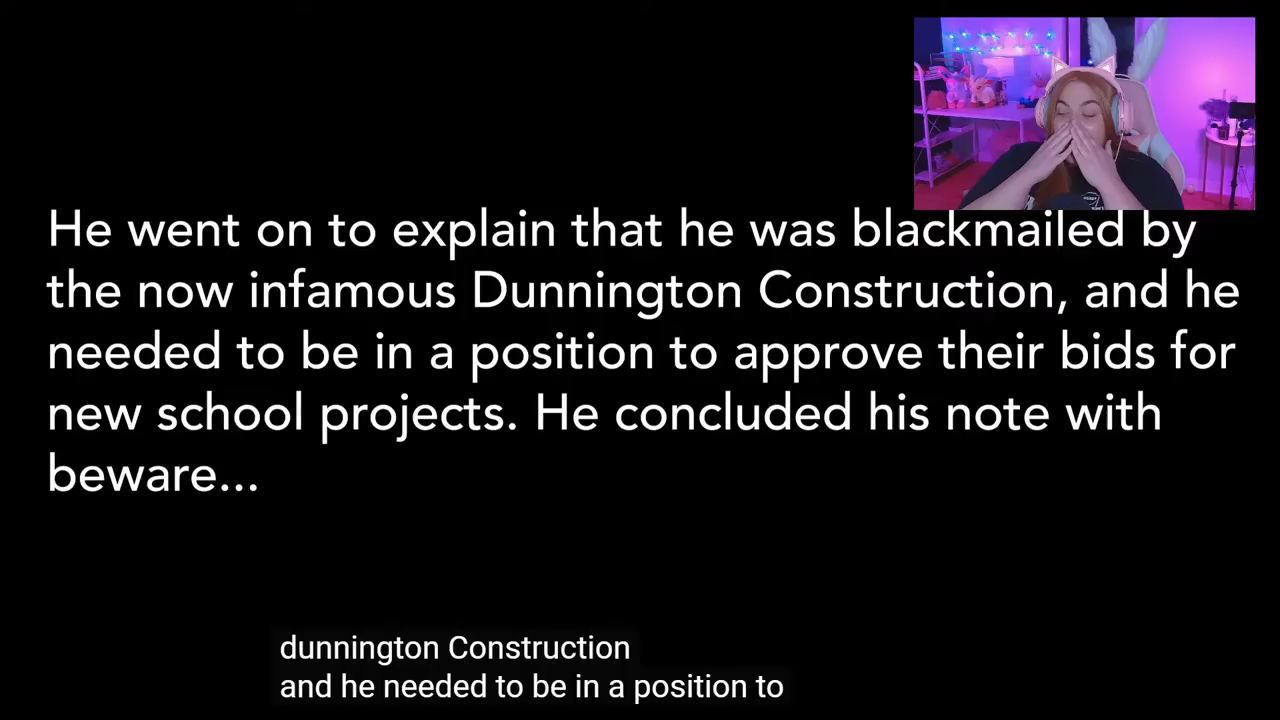 He went on to explain that he was blackmailed by
the now infamous Dunnington Construction, and he
needed to be in a position to approve their bids for
new school projects. He concluded his note with
beware...
dunnington Construction
and he needed to be in a position to